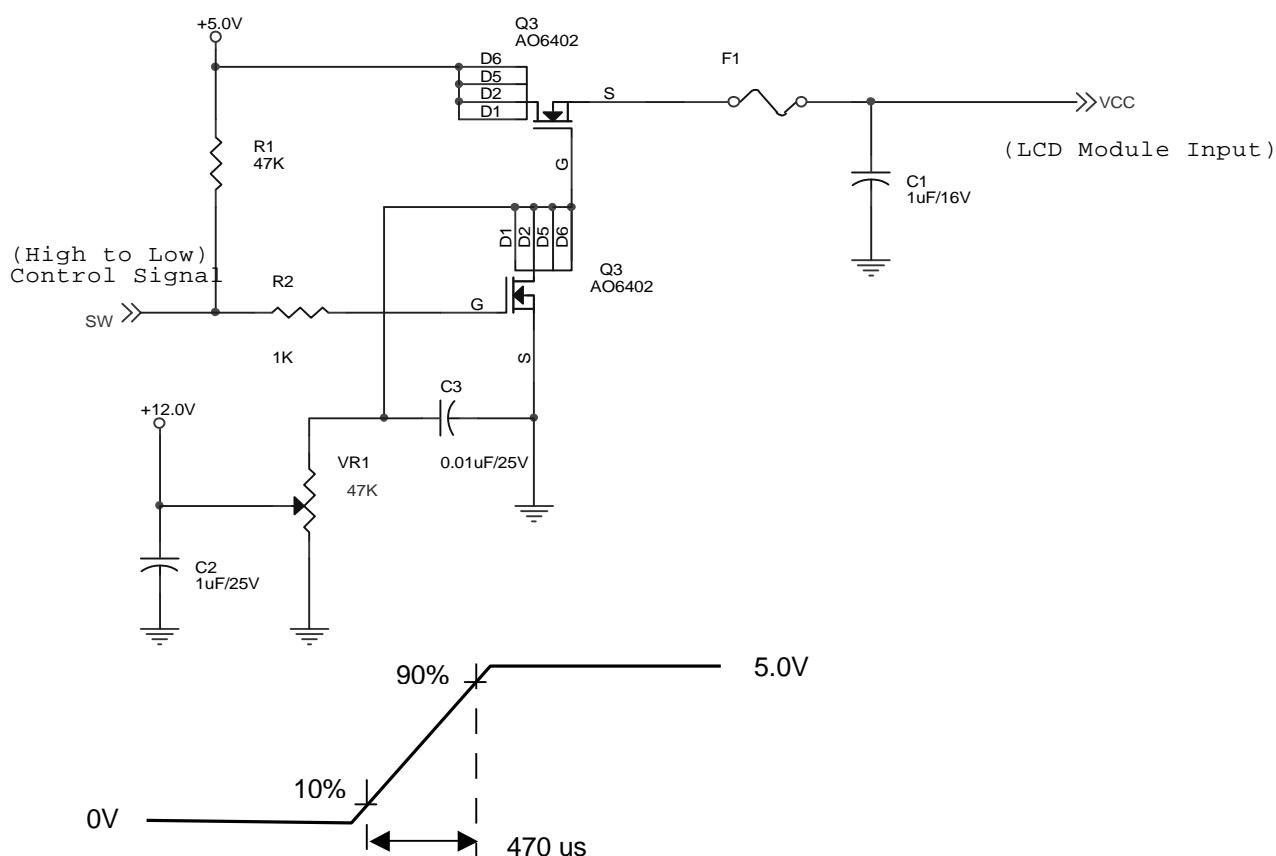 +5.0V
Q3
AO6402
F1
D6
D5
D2
D1
S
VCC
R1
47K
G
(LCD Module Input)
C1
1uF/16V
D1
D2
D5
D6
(High to Low)
Control Signal
Q3
AO6402
R2
G
SW
1K
S
C3
+12.0V
VR1
47K
0.01uF/25V
C2
1uF/25V
90%
5.0V
10%
0V
470 us